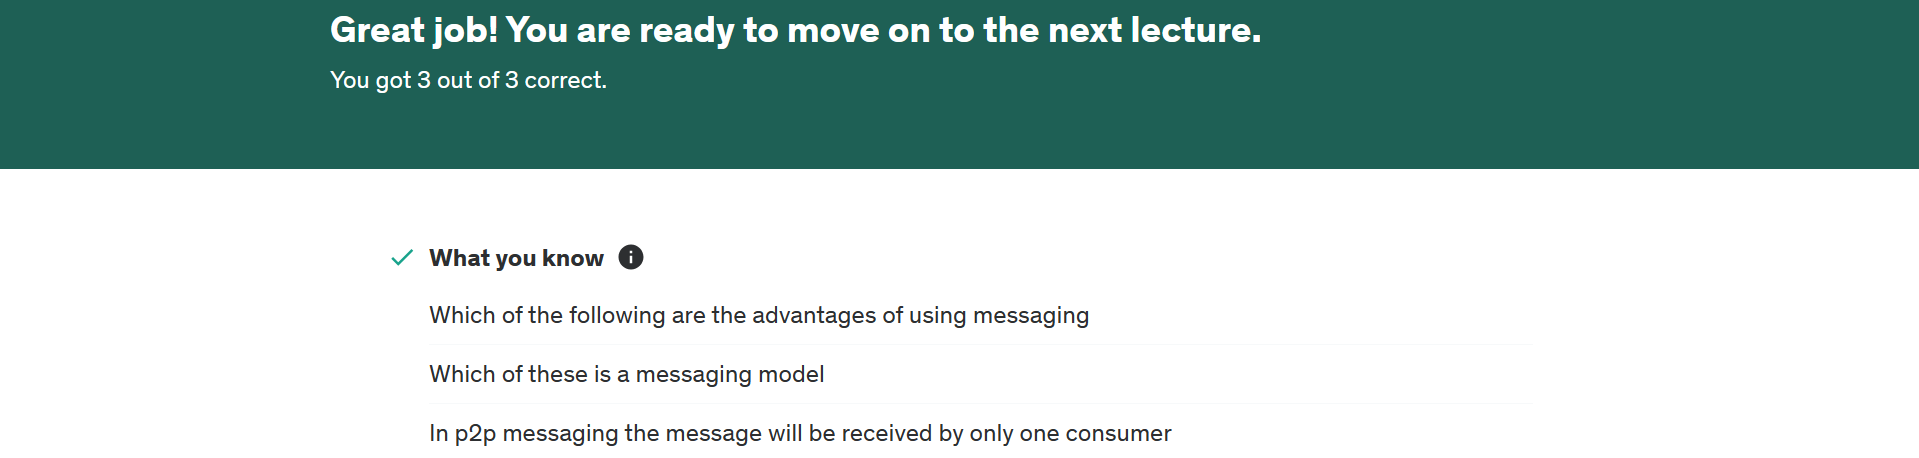 Great job! You are ready to move on to the next lecture.
You got 3 out of 3 correct.
What you know
Which of the following are the advantages of using messaging
Which of these is a messaging model
In p2p messaging the message will be received by only one consumer